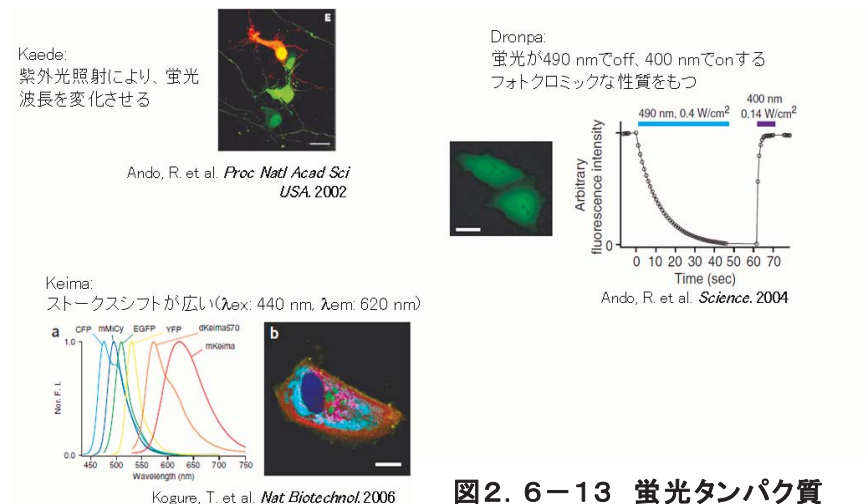 Kaede:
紫外光照射により、蛍光
波長を変化させる
E
Ando, R. et al. Proc Natl Acad Sci
USA. 2002
Dronpa:
蛍光が490 nmでoff、400 nmでonする
フォトクロミックな性質をもつ
490 nm, 0.4 W/cm2
400 nm
0.14 W/cm2
Arbitrary
fluorescence intensity
0
0 10 20 30 40 50 60 70
Time (sec)
Ando, R. et al. Science. 2004
Keima:
ストークスシフトが広い(λex: 440 nm, λem: 620 nm)
a
CFP mMiCy EGFP YFP dKeima570
mKeima
1.0
Nor. F. I.
0.0
450 500 550 600 650 700 750
Wavelength (nm)
b
Kogure, T. et al. Nat Biotechnol. 2006
図2.6-13 蛍光タンパク質